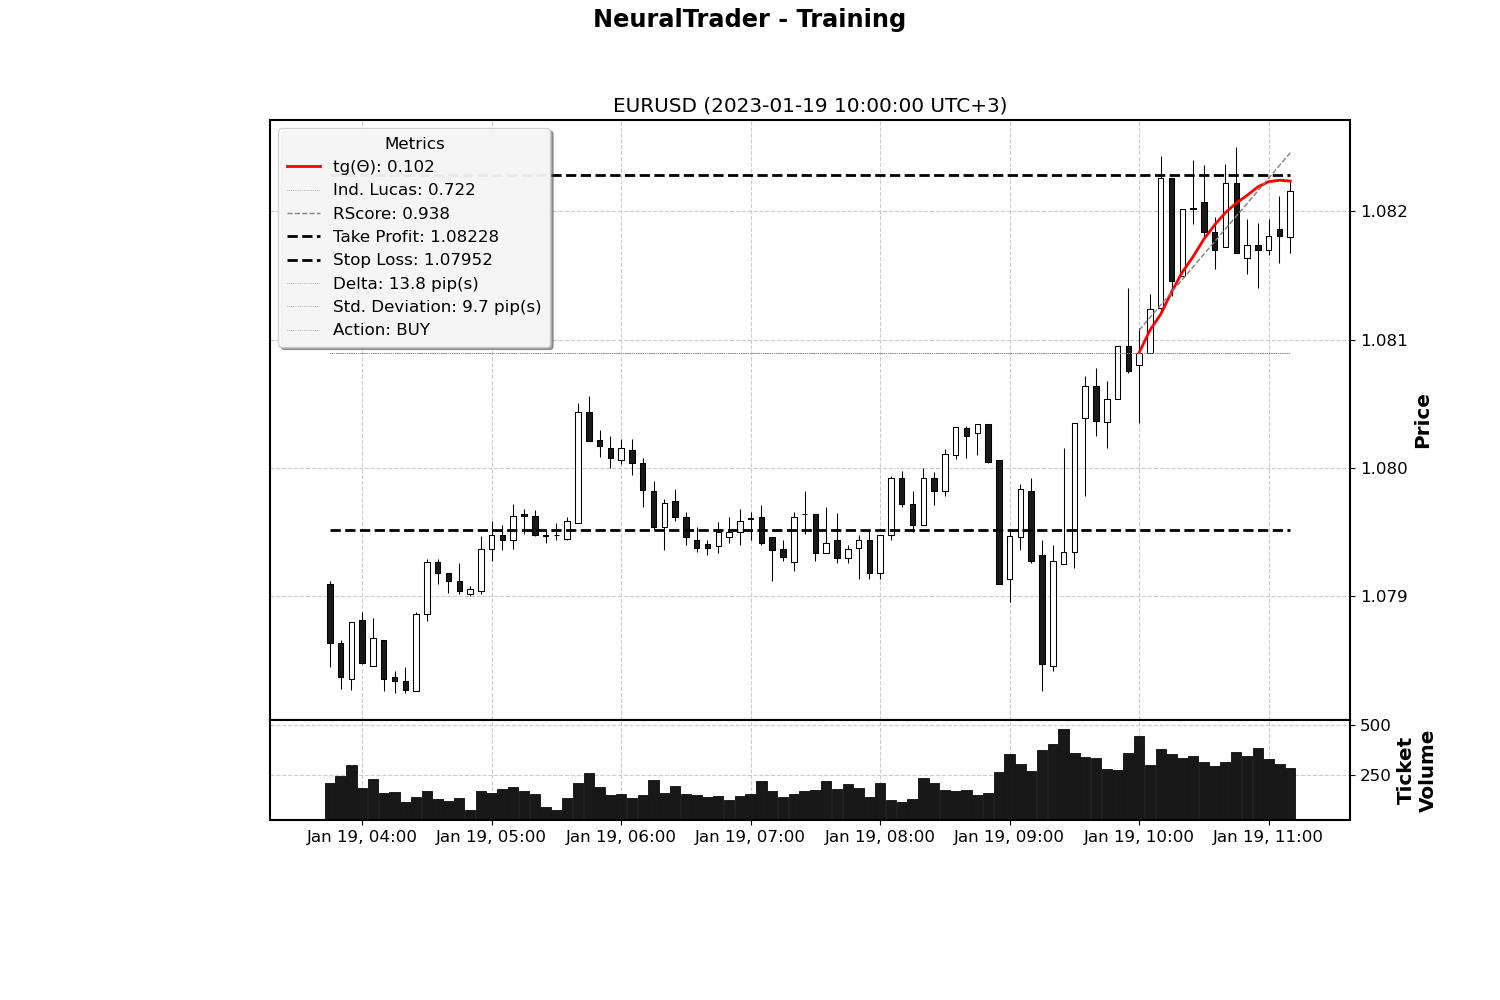 NeuralTrader - Training
EURUSD (2023-01-19 10:00:00 UTC+3)
Metrics
tg(Θ): 0.102
Ind. Lucas: 0.722
RScore: 0.938
Take Profit: 1.08228
Stop Loss: 1.07952
Delta: 13.8 pip(s)
Std. Deviation: 9.7 pip(s)
Action: BUY
1.082
1.081
1.080
1.079
Price
500
250
Ticket
Volume
Jan 19, 04:00
Jan 19, 05:00
Jan 19, 06:00
Jan 19, 07:00
Jan 19, 08:00
Jan 19, 09:00
Jan 19, 10:00
Jan 19, 11:00